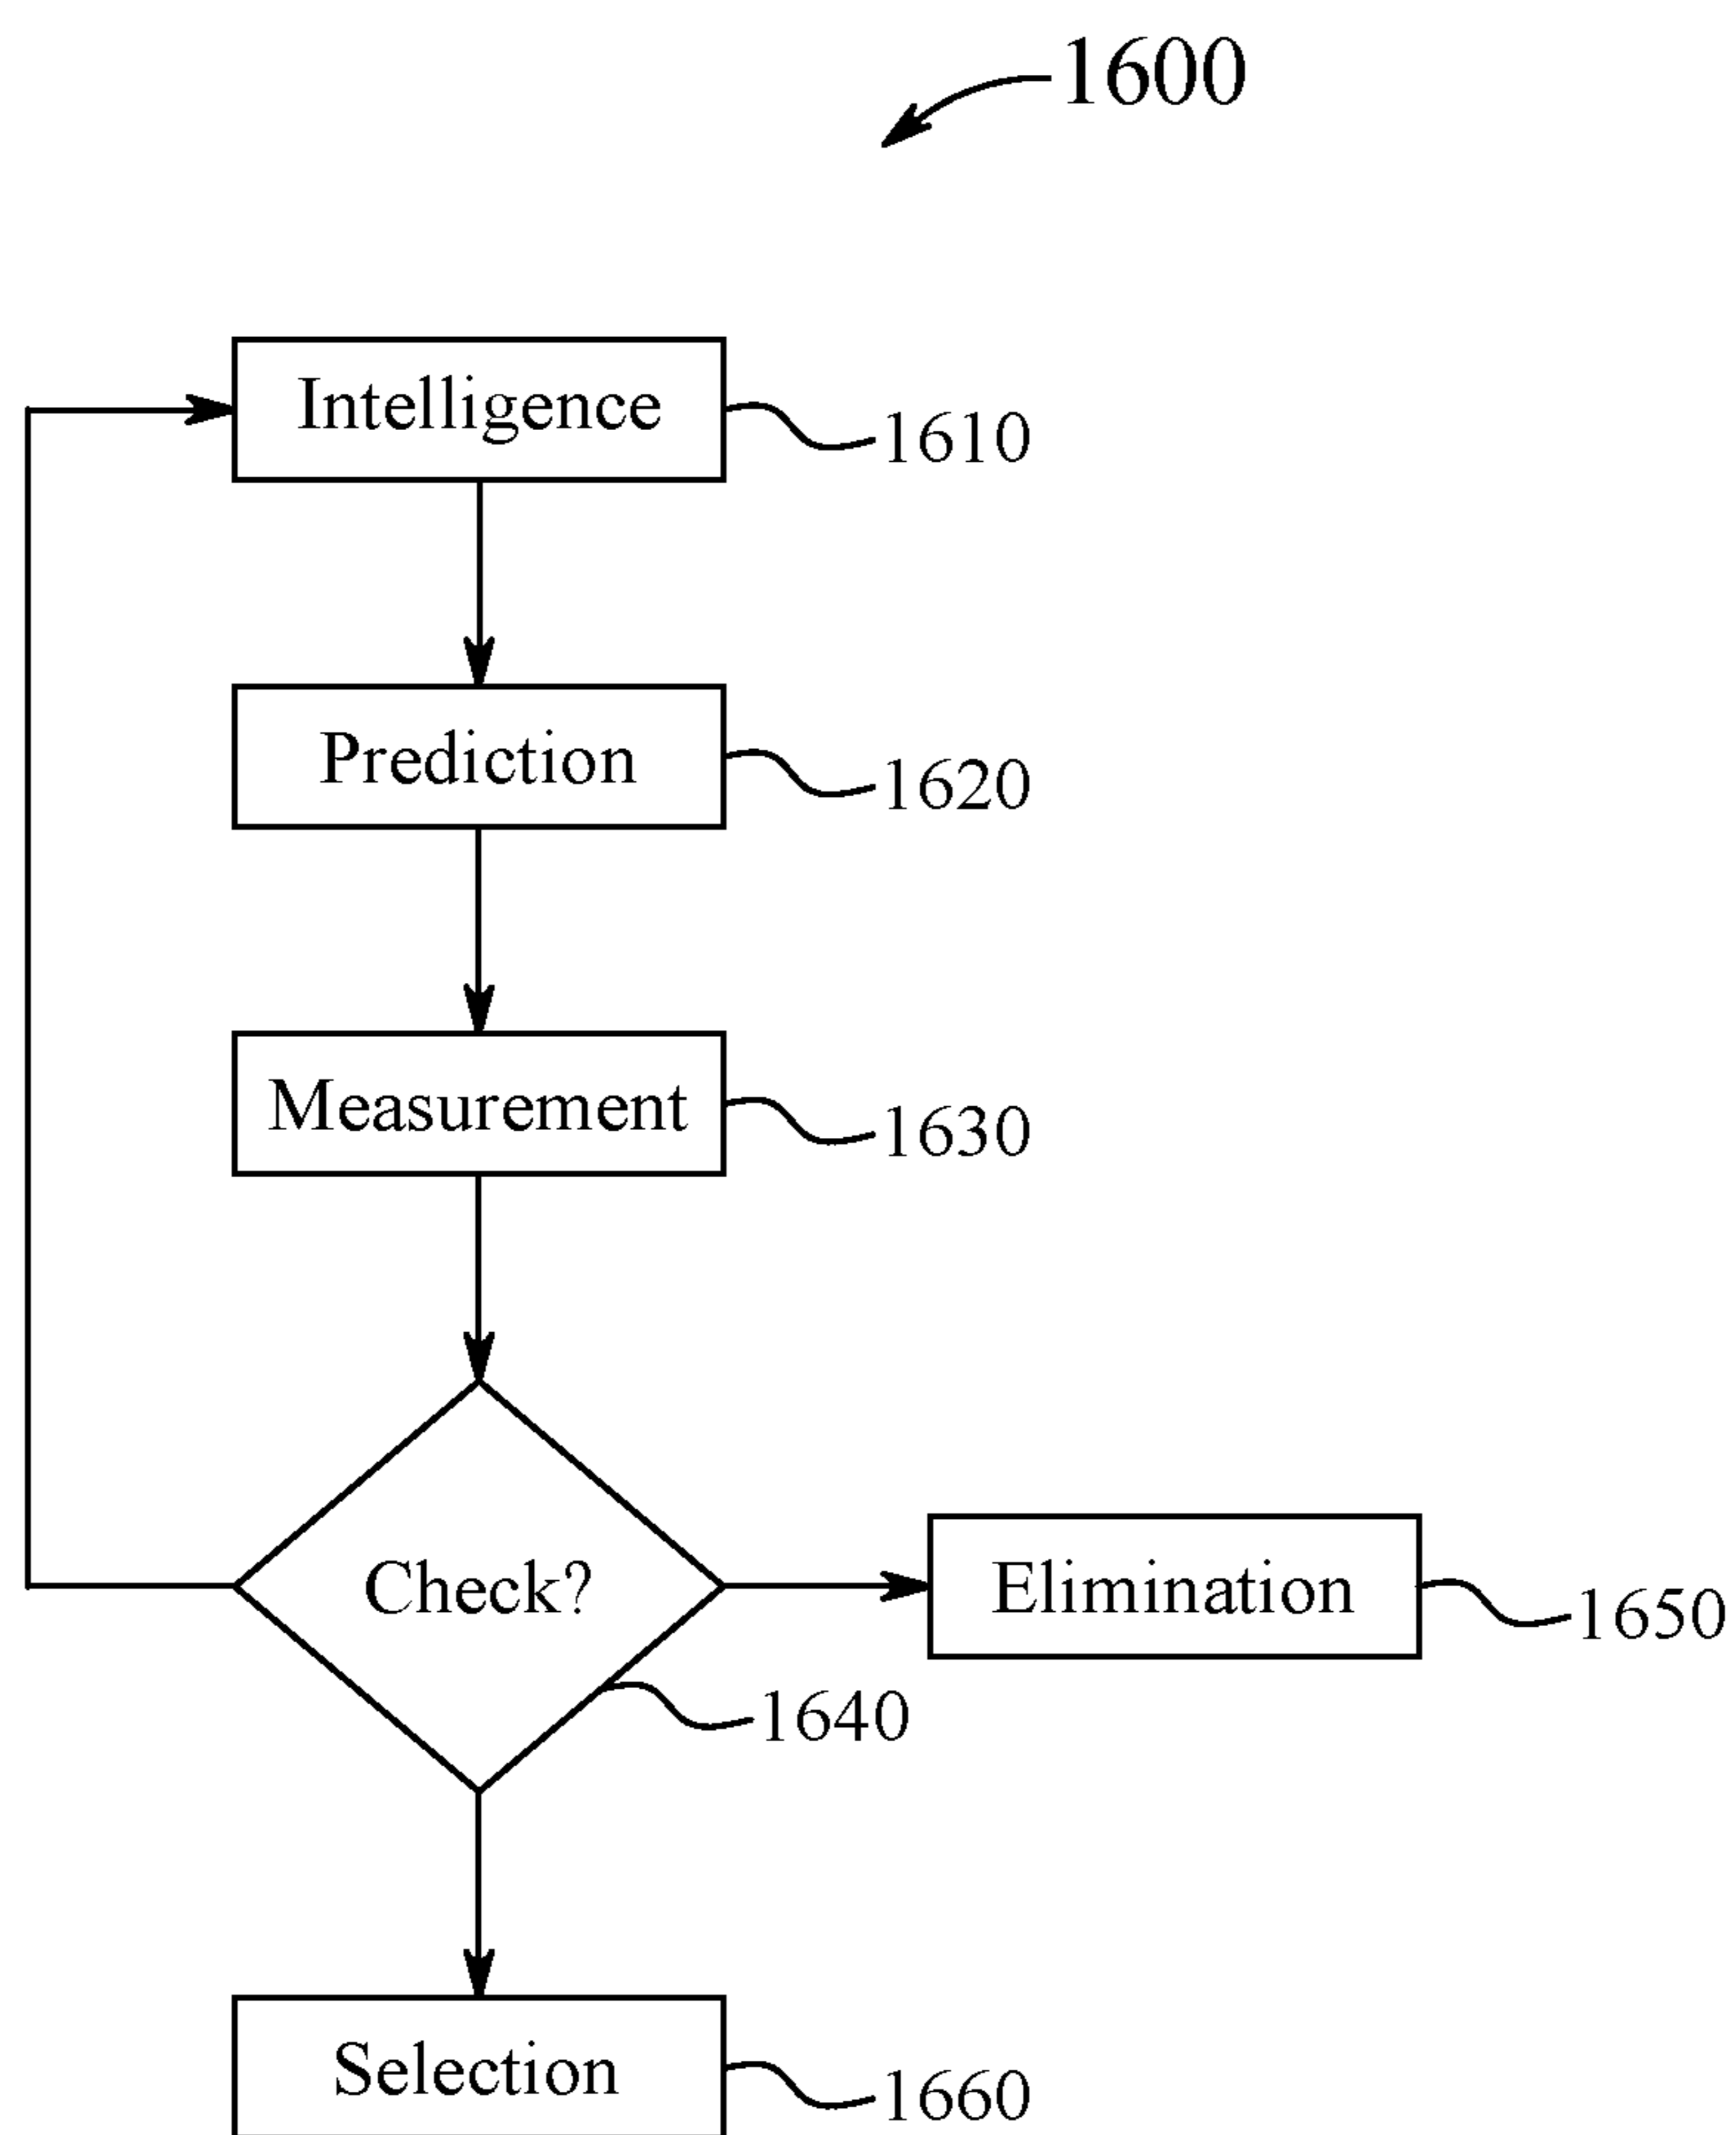 1600
Intelligence
1610
Prediction
1620
Measurement
1630
Check?
Elimination
1650
1640
Selection
1660